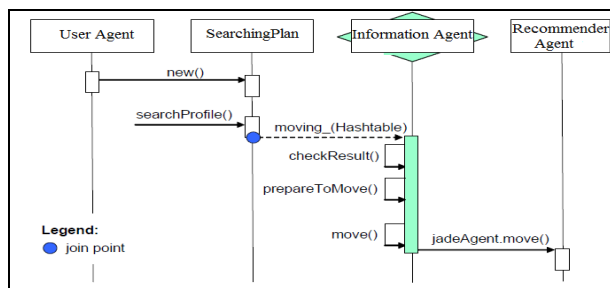 User Agent
SearchingPlan
Information Agent
Recommender
Agent
new()
searchProfile()
moving_(Hashtable)
checkResult()
prepareToMove()
move()
jadeAgent.move()
Legend:
join point